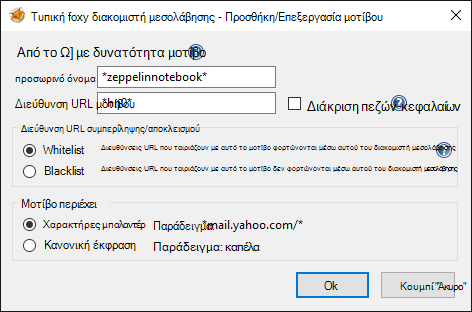 Τυπική foxy διακομιστή μεσολάβησης - Προσθήκη/Επεξεργασία μοτίβου
Από το Ω] με δυνατότητα μοτίβο
προσωρινό όνομα *zeppelinnotebook*
Διεύθυνση URL μοτίβου Διάκριση πεζών-κεφαλαίων
Διεύθυνση URL συμπερίληψης/αποκλεισμού
Whitelist Διευθύνσεις URL που ταιριάζουν με αυτό το μοτίβο φορτώνονται μέσω αυτού του διακομιστή μεσολάβησης
Blacklist Διευθύνσεις URL που ταιριάζουν με αυτό το μοτίβο δεν φορτώνονται μέσω αυτού του διακομιστή μεσολάβησης
Μοτίβο περιέχει
Χαρακτήρες μπαλαντέρ Παράδειγμα: *mail.yahoo.com/*
Κανονική έκφραση Παράδειγμα: καπέλα
Ok Κουμπί "Άκυρο"